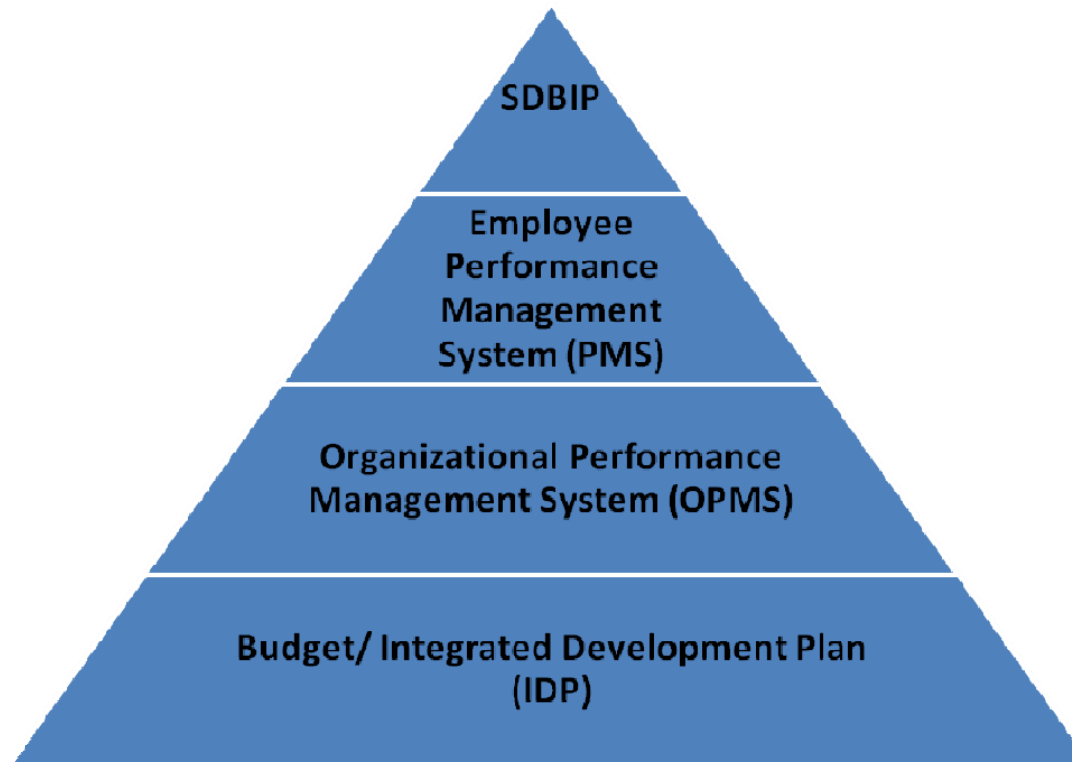 SDBIP
Employee
Performance
Management
System (PMS)
Organizational Performance
Management System (OPMS)
Budget/ Integrated Development Plan
(IDP)